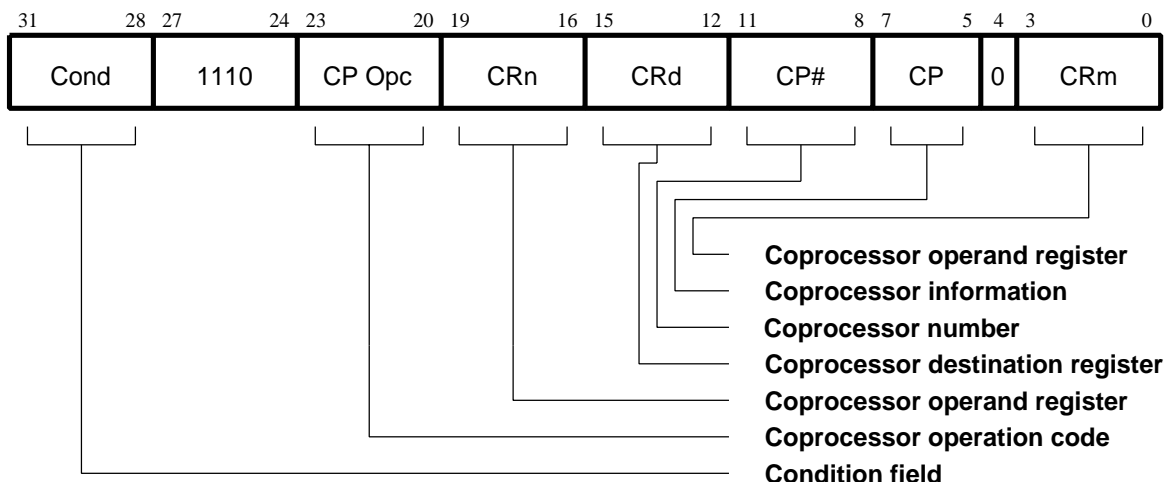 31 28 27 24 23 20 19 16 15 12 11 8 7 5 4 3 0
Cond 1110 CP Opc CRn CRd CP# CP 0 CRm
Coprocessor operand register
Coprocessor information
Coprocessor number
Coprocessor destination register
Coprocessor operand register
Coprocessor operation code
Condition field